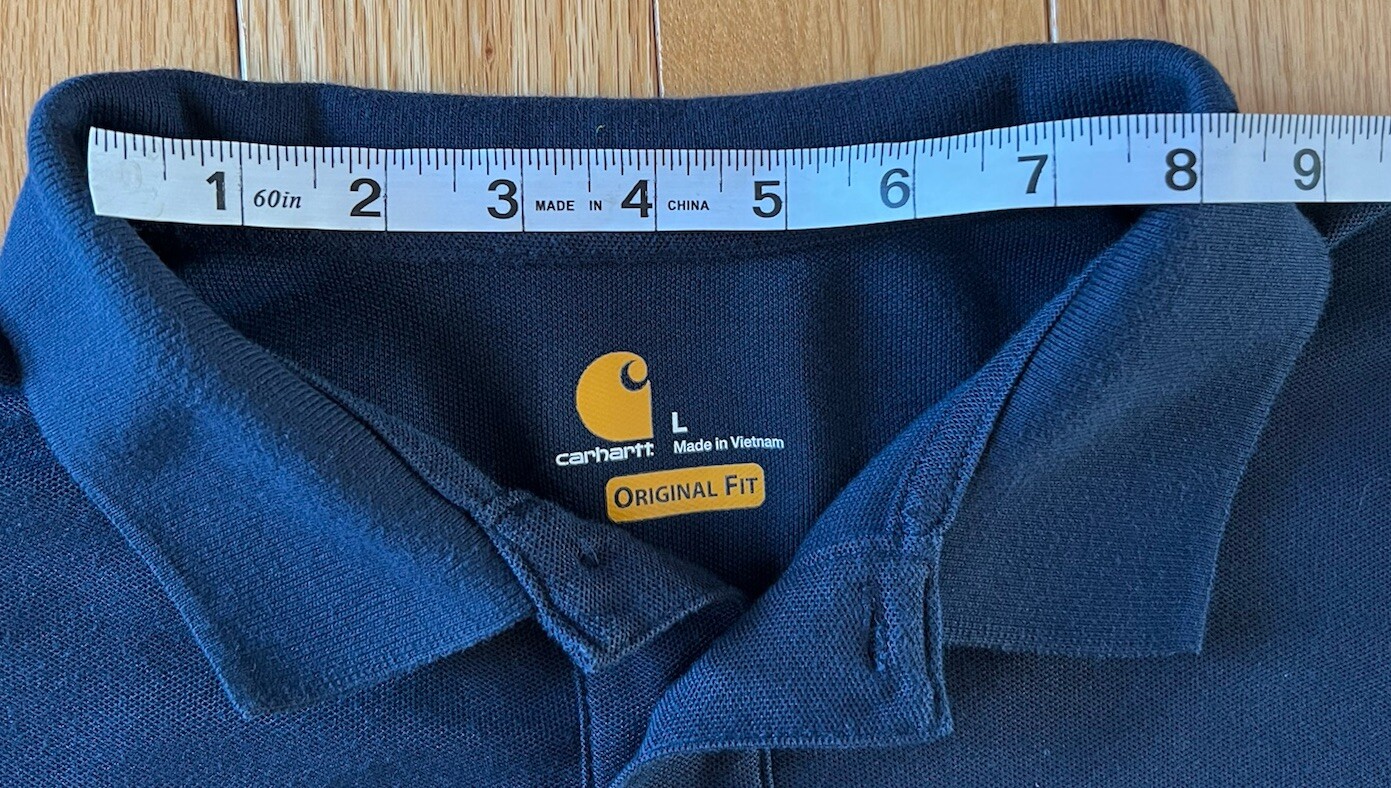 1 60in 2 3 MADE IN 4 CHINA 5 6 7 8 9
L
carhartt Made in Vietnam
ORIGINAL FIT